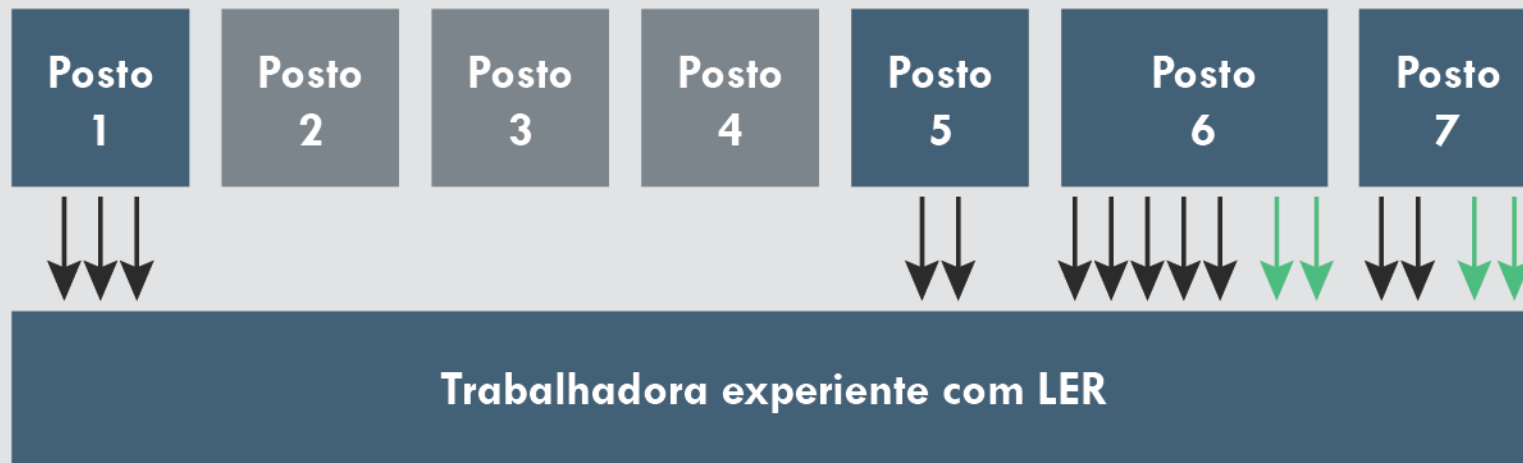 Posto
1
Posto
2
Posto
3
Posto
4
Posto
5
Posto
6
Posto
7
Trabalhadora experiente com LER